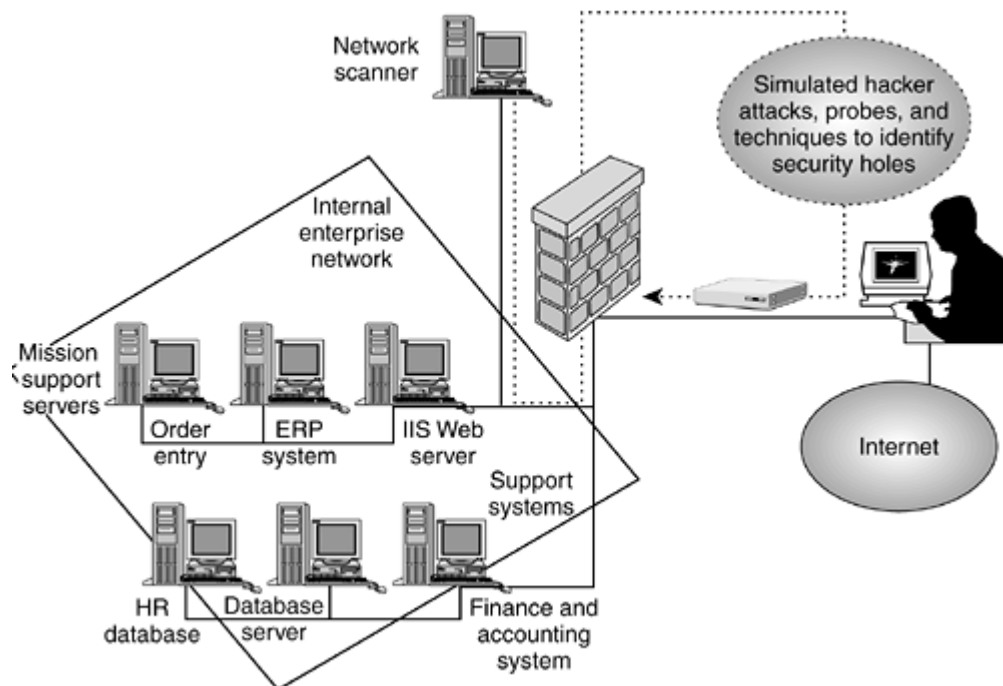 Network
scanner
Simulated hacker
attacks, probes, and
techniques to identify
security holes
Internal
enterprise
network
Mission
support
servers
Order
entry
ERP
system
IIS Web
server
Internet
Support
systems
HR
database
Database
server
Finance and
accounting
system